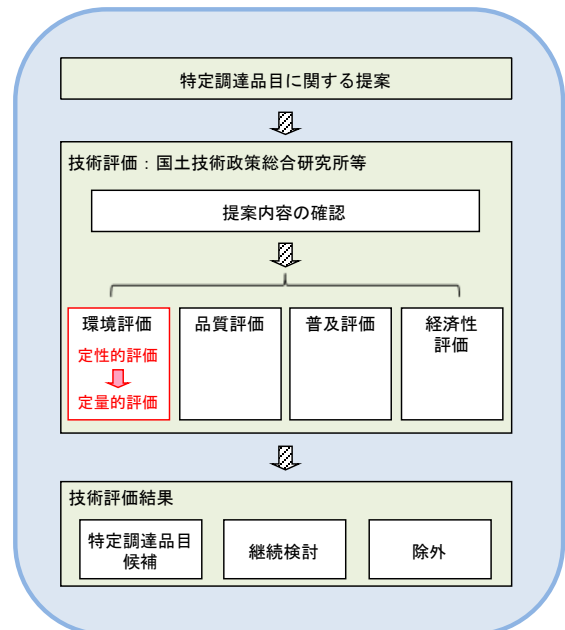 特定調達品目に関する提案
技術評価：国土技術政策総合研究所等
提案内容の確認
環境評価
定性的評価
定量的評価
品質評価
普及評価
経済性
評価
技術評価結果
特定調達品目
候補
継続検討
除外